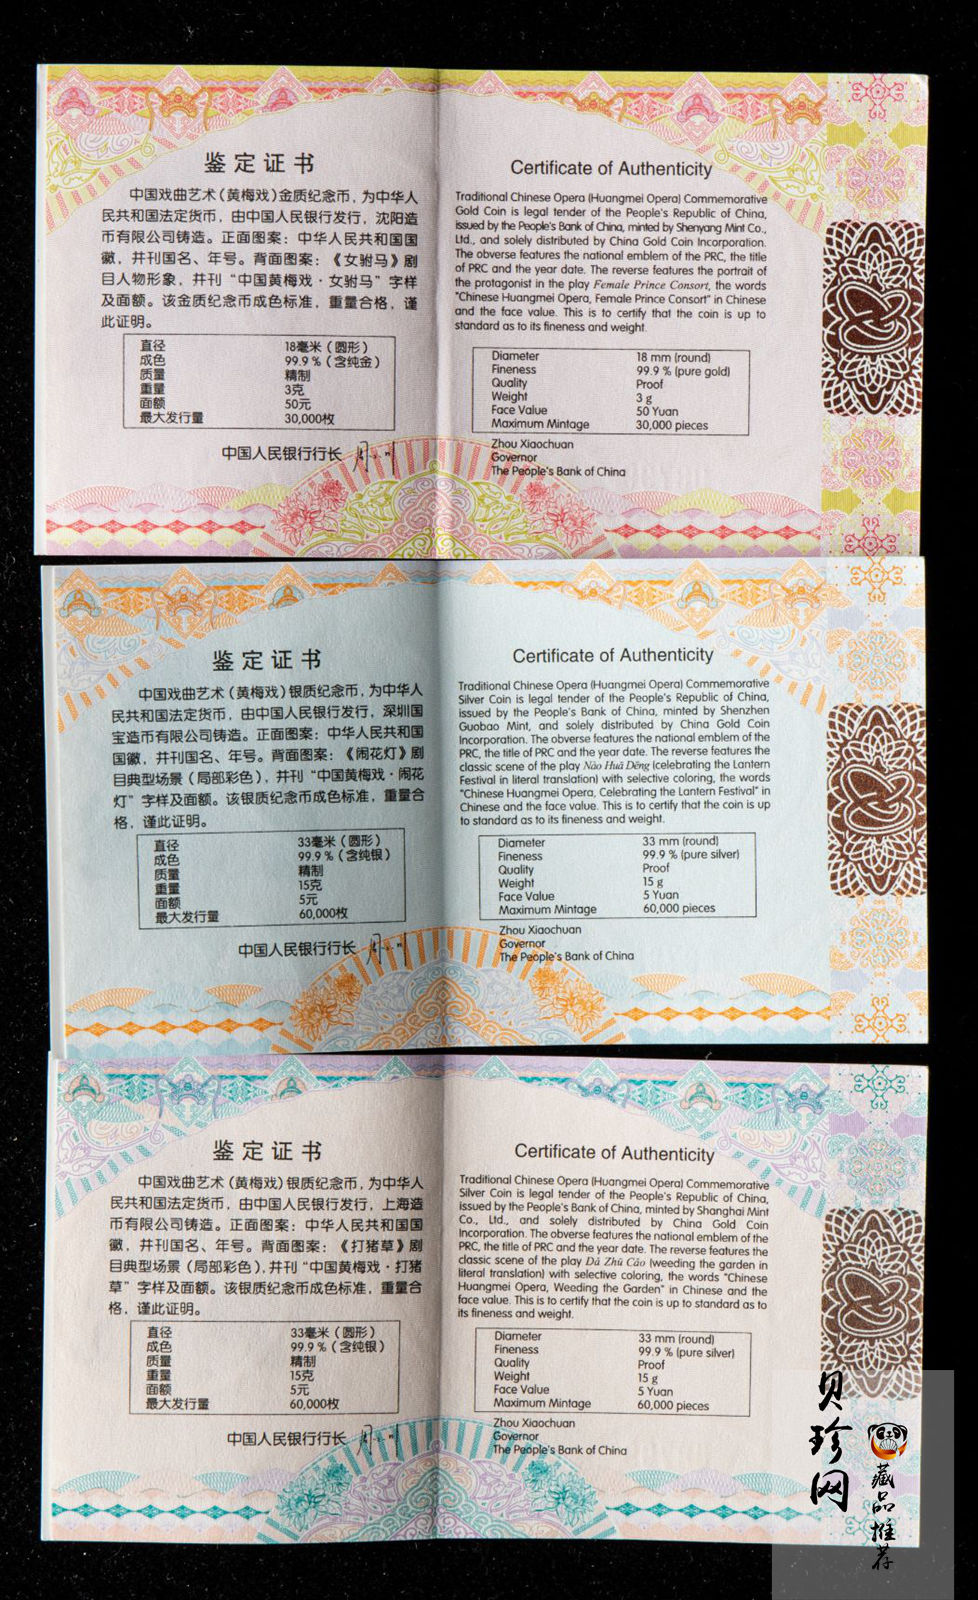 鉴定证书
中国戏曲艺术（黄梅戏）金质纪念币，为中华人
民共和国法定货币，由中国人民银行发行，沈阳造
币有限公司铸造。正面图案：中华人民共和国国
徽，并刊国名、年号。背面图案：《女驸马》剧
目人物形象，并刊“中国黄梅戏·女驸马”字样
及面额。该金质纪念币成色标准，重量合格，谨
此证明。
直径 18毫米（圆形）
成色 99.9％（含纯金）
质量 精制
重量 3克
面额 50元
最大发行量 30,000枚
中国人民银行行长
Certificate of Authenticity
Traditional Chinese Opera (Huangmei Opera) Commemorative
Gold Coin is legal tender of the People's Republic of China,
issued by the People's Bank of China, minted by Shenyang Mint Co.,
Ltd., and solely distributed by China Gold Coin Incorporation.
The obverse features the national emblem of the PRC, the title
of PRC and the year date. The reverse features the portrait of
the protagonist in the play Female Prince Consort, the words
"Chinese Huangmei Opera, Female Prince Consort" in Chinese
and the face value. This is to certify that the coin is up to
standard as to its fineness and weight.
Diameter 18 mm (round)
Fineness 99.9 % (pure gold)
Quality Proof
Weight 3 g
Face Value 50 Yuan
Maximum Mintage 30,000 pieces
Zhou Xiaochuan
Governor
The People's Bank of China
鉴定证书
中国戏曲艺术（黄梅戏）银质纪念币，为中华人
民共和国法定货币，由中国人民银行发行，深圳国
宝造币有限公司铸造。正面图案：中华人民共和国
国徽，并刊国名、年号。背面图案：《闹花灯》剧
目典型场景（局部彩色），并刊“中国黄梅戏·闹花
灯”字样及面额。该银质纪念币成色标准，重量合
格，谨此证明。
直径 33毫米（圆形）
成色 99.9％（含纯银）
质量 精制
重量 15克
面额 5元
最大发行量 60,000枚
中国人民银行行长
Certificate of Authenticity
Traditional Chinese Opera (Huangmei Opera) Commemorative
Silver Coin is legal tender of the People's Republic of China,
issued by the People's Bank of China, minted by Shenzhen
Guobao Mint, and solely distributed by China Gold Coin
Incorporation. The obverse features the national emblem of the
PRC, the title of PRC and the year date. The reverse features the
classic scene of the play Nào Huā Dēng (celebrating the Lantern
Festival in literal translation) with selective coloring, the words
"Chinese Huangmei Opera, Celebrating the Lantern Festival" in
Chinese and the face value. This is to certify that the coin is up
to standard as to its fineness and weight.
Diameter 33 mm (round)
Fineness 99.9 % (pure silver)
Quality Proof
Weight 15 g
Face Value 5 Yuan
Maximum Mintage 60,000 pieces
Zhou Xiaochuan
Governor
The People's Bank of China
鉴定证书
中国戏曲艺术（黄梅戏）银质纪念币，为中华人
民共和国法定货币，由中国人民银行发行，上海造
币有限公司铸造。正面图案：中华人民共和国国
徽，并刊国名、年号。背面图案：《打猪草》剧
目典型场景（局部彩色），并刊“中国黄梅戏·打猪
草”字样及面额。该银质纪念币成色标准，重量合
格，谨此证明。
直径 33毫米（圆形）
成色 99.9％（含纯银）
质量 精制
重量 15克
面额 5元
最大发行量 60,000枚
中国人民银行行长
Certificate of Authenticity
Traditional Chinese Opera (Huangmei Opera) Commemorative
Silver Coin is legal tender of the People's Republic of China,
issued by the People's Bank of China, minted by Shanghai Mint
Co., Ltd., and solely distributed by China Gold Coin
Incorporation. The obverse features the national emblem of the
PRC, the title of PRC and the year date. The reverse features the
classic scene of the play Dǎ Zhū Cǎo (weeding the garden in
literal translation) with selective coloring, the words "Chinese
Huangmei Opera, Weeding the Garden" in Chinese and the
face value. This is to certify that the coin is up to standard as to
its fineness and weight.
Diameter 33 mm (round)
Fineness 99.9 % (pure silver)
Quality Proof
Weight 15 g
Face Value 5 Yuan
Maximum Mintage 60,000 pieces
Zhou Xiaochuan
Governor
The People's Bank of China
贝珍网
藏品推荐